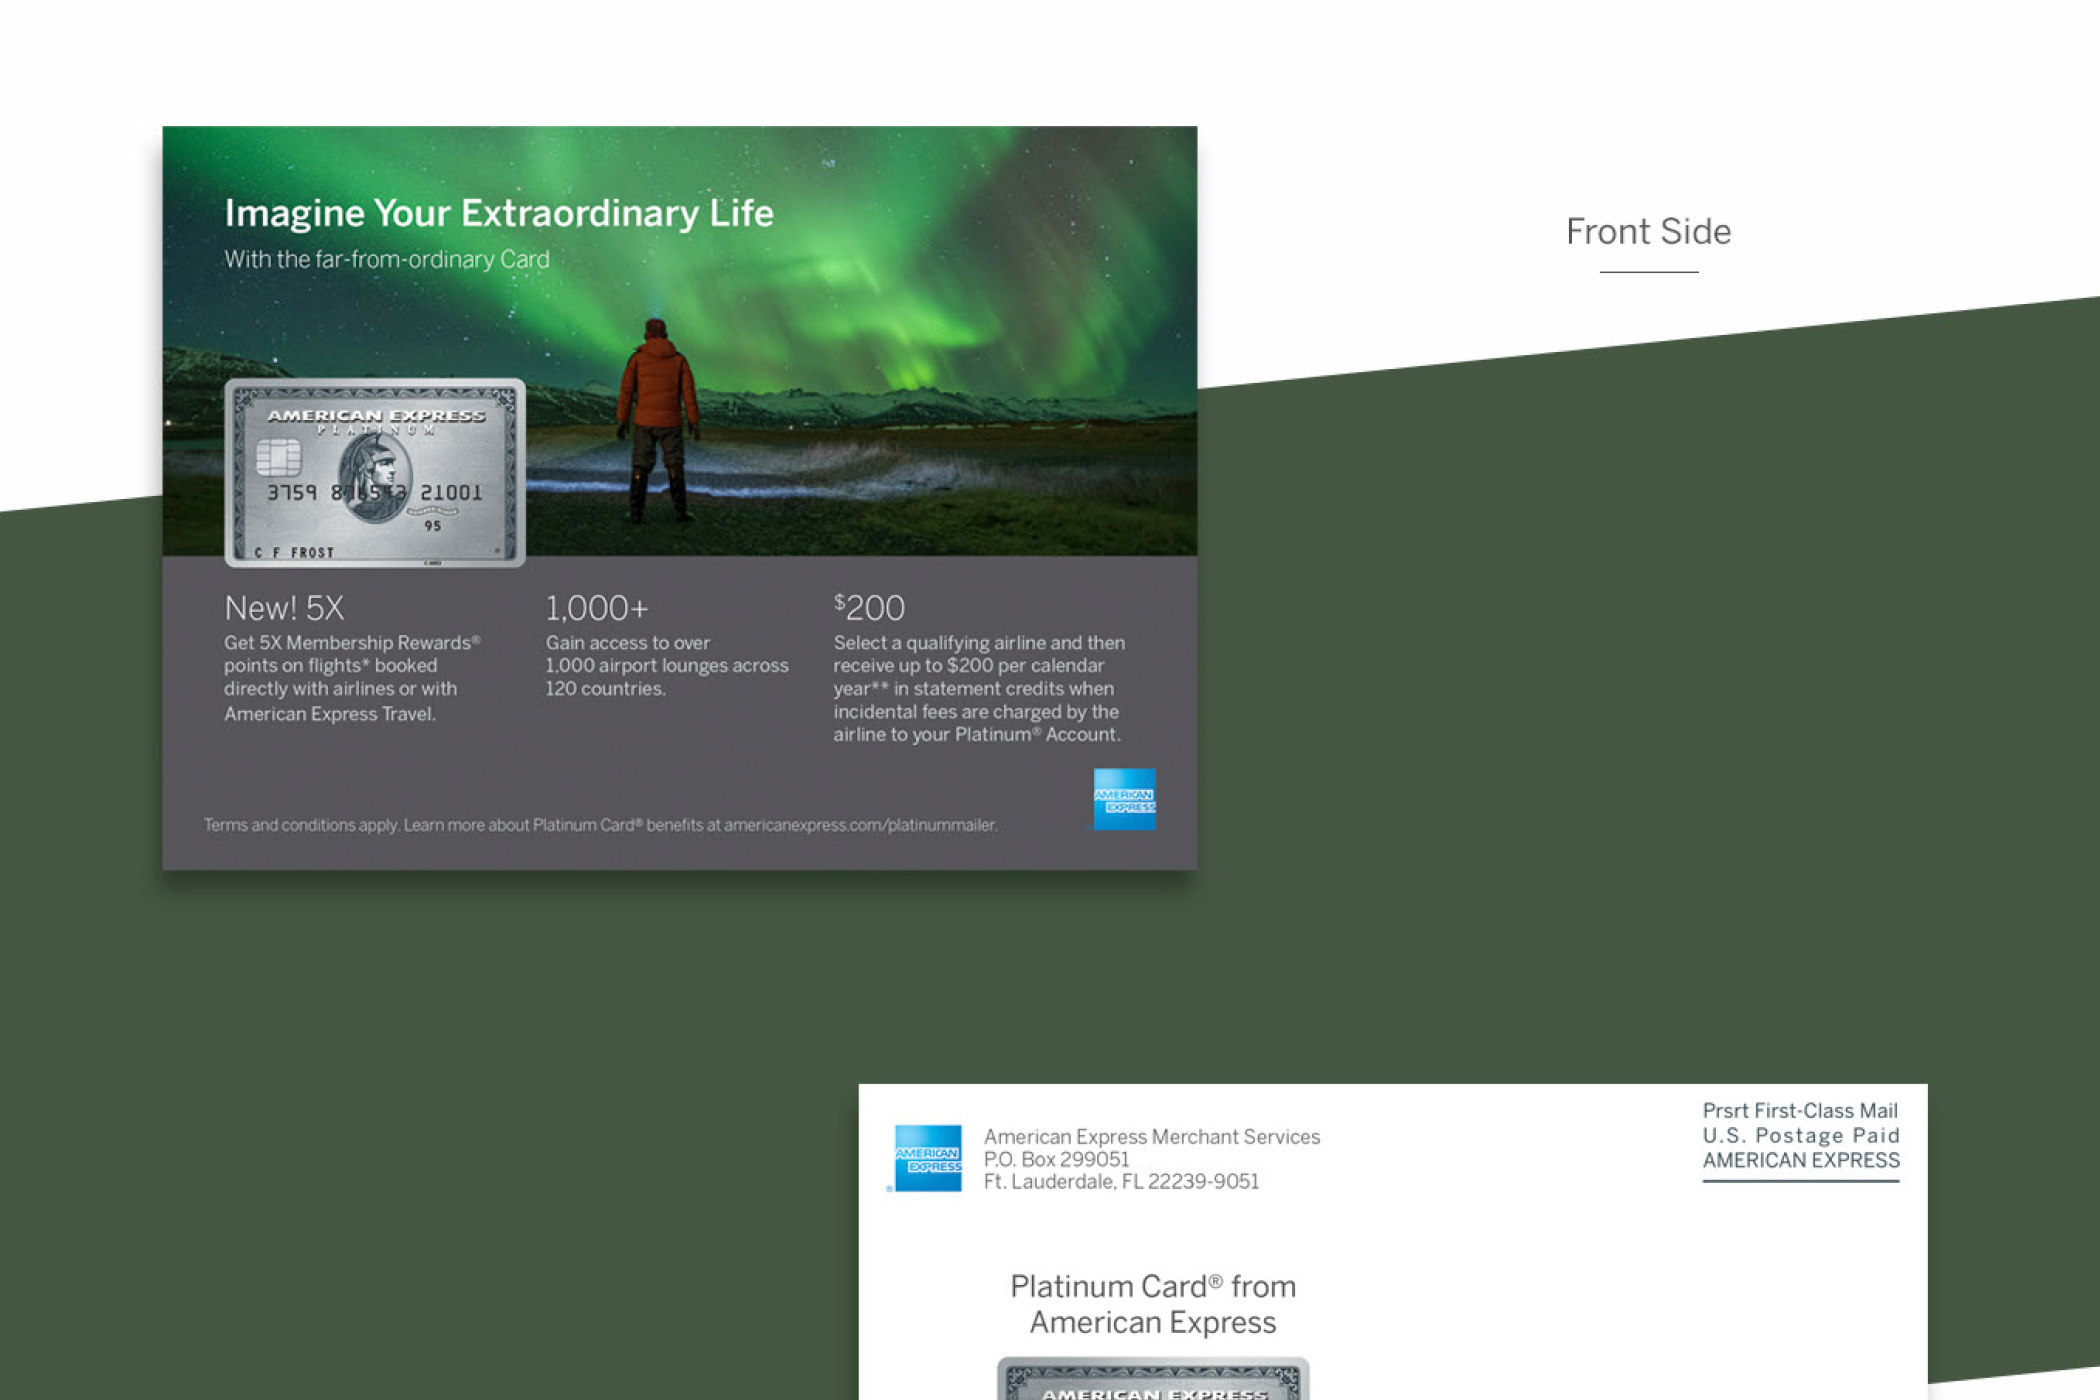 Imagine Your Extraordinary Life
With the far-from-ordinary Card
Front Side
AMERICAN EXPRESS
PLATINUM
3759 876543 21001
95
C F FROST
New! 5X
Get 5X Membership Rewards®
points on flights* booked
directly with airlines or with
American Express Travel.
1,000+
Gain access to over
1,000 airport lounges across
120 countries.
$200
Select a qualifying airline and then
receive up to $200 per calendar
year** in statement credits when
incidental fees are charged by the
airline to your Platinum® Account.
AMERICAN
EXPRESS
Terms and conditions apply. Learn more about Platinum Card® benefits at americanexpress.com/platinummailer.
AMERICAN
EXPRESS
®
American Express Merchant Services
P.O. Box 299051
Ft. Lauderdale, FL 22239-9051
Prsrt First-Class Mail
U.S. Postage Paid
AMERICAN EXPRESS
Platinum Card® from
American Express
AMERICAN EXPRESS